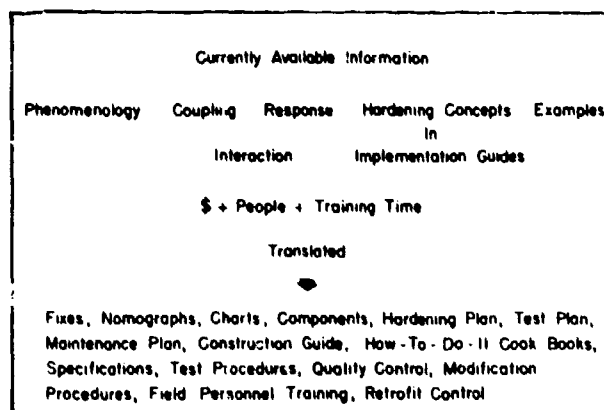 Currently Available Information
Phenomenology Coupling Response Hardening Concepts Examples
In
Interaction Implementation Guides
$ + People + Training Time
Translated
Fixes, Nomographs, Charts, Components, Hardening Plan, Test Plan,
Maintenance Plan, Construction Guide, How-To-Do-It Cook Books,
Specifications, Test Procedures, Quality Control, Modification
Procedures, Field Personnel Training, Retrofit Control